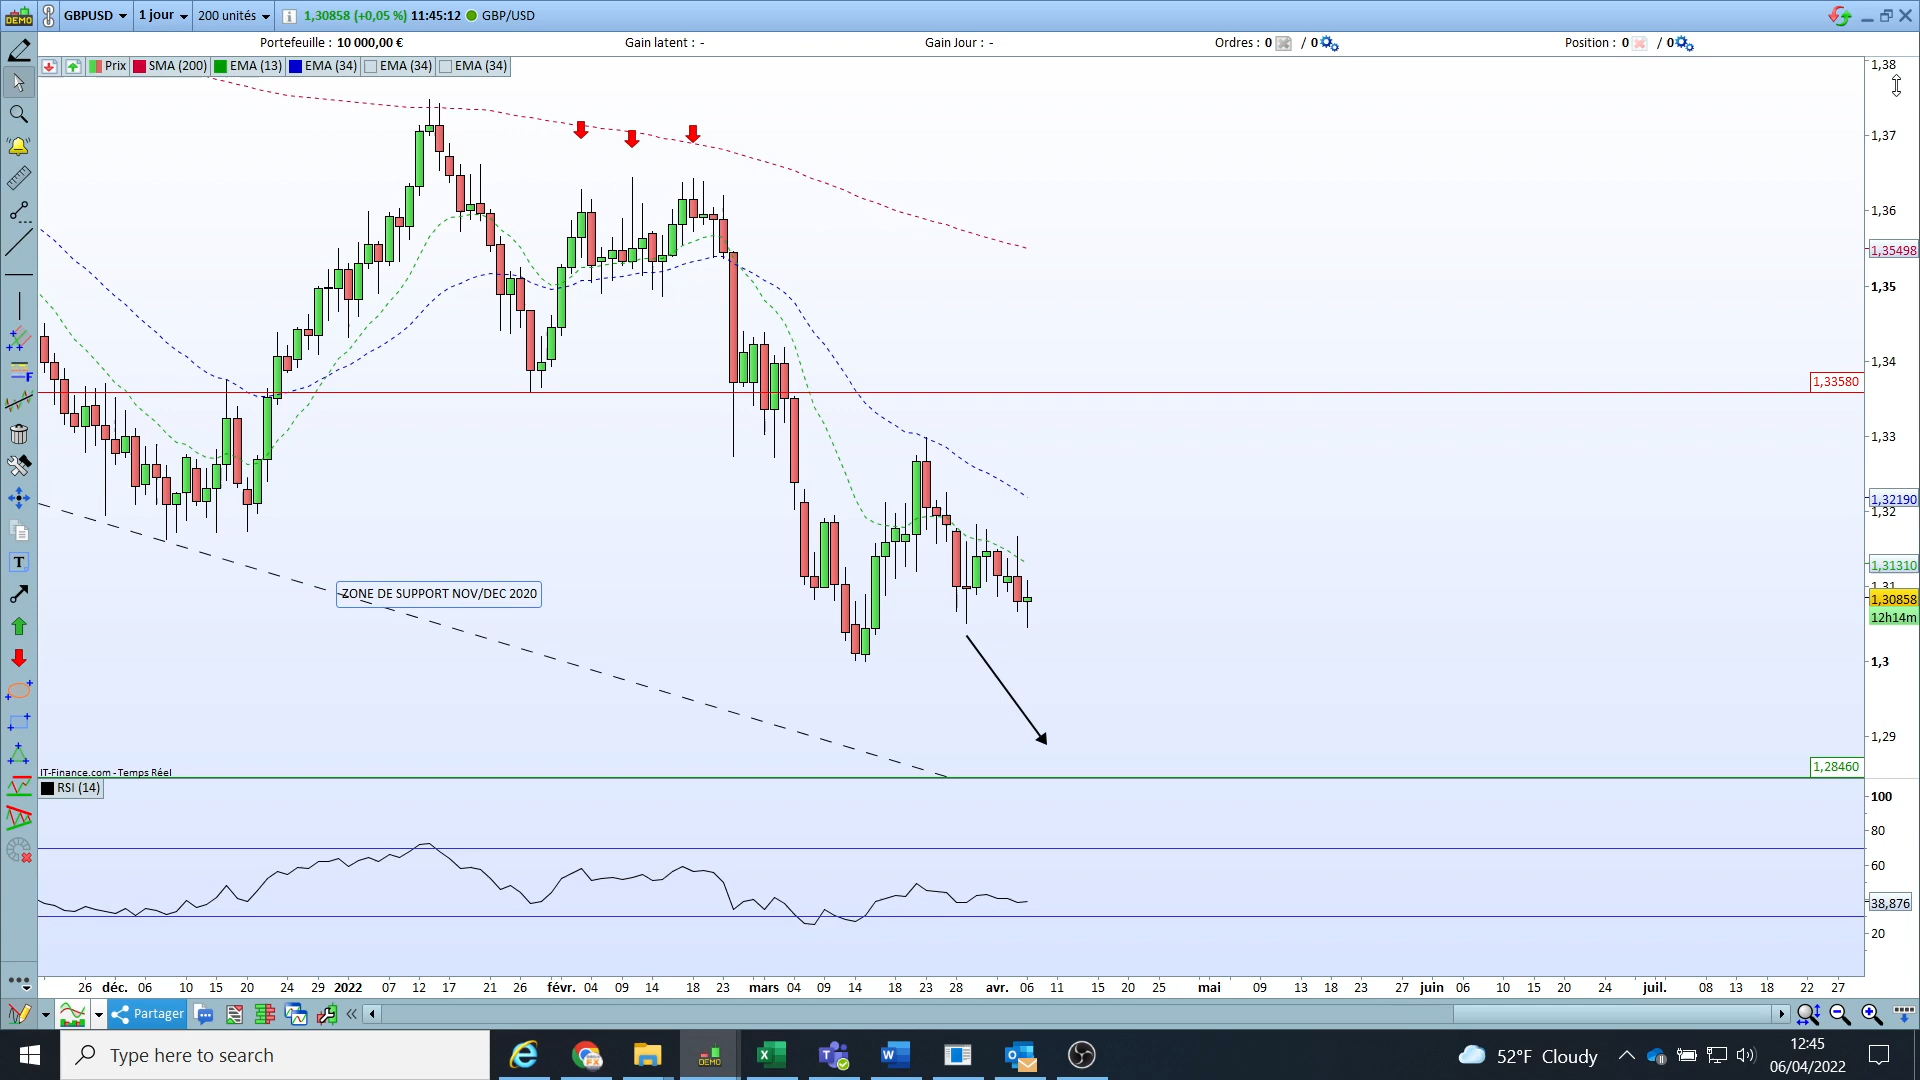 DEMO GBPUSD 1 jour 200 unités 1,30858 (+0,05 %) 11:45:12 GBP/USD
Portefeuille : 10 000,00 € Gain latent : - Gain Jour : - Ordres : 0 / 0 Position : 0 / 0
Prix SMA (200) EMA (13) EMA (34) EMA (34) EMA (34)
1,38
1,37
1,36
1,35498
1,35
1,34
1,33580
1,33
1,32190
1,32
1,31310
1,31
1,30858
12h14m
1,3
1,29
1,28460
ZONE DE SUPPORT NOV/DEC 2020
IT-Finance.com - Temps Réel
RSI (14)
100
80
60
38,876
20
26 déc. 06 10 15 20 24 29 2022 07 12 17 21 26 févr. 04 09 14 18 23 mars 04 09 14 18 23 28 avr. 06 11 15 20 25 mai 09 13 18 23 27 juin 06 10 15 20 24 juil. 08 13 18 22 27
Partager
Type here to search
DEMO
52°F Cloudy
12:45
06/04/2022